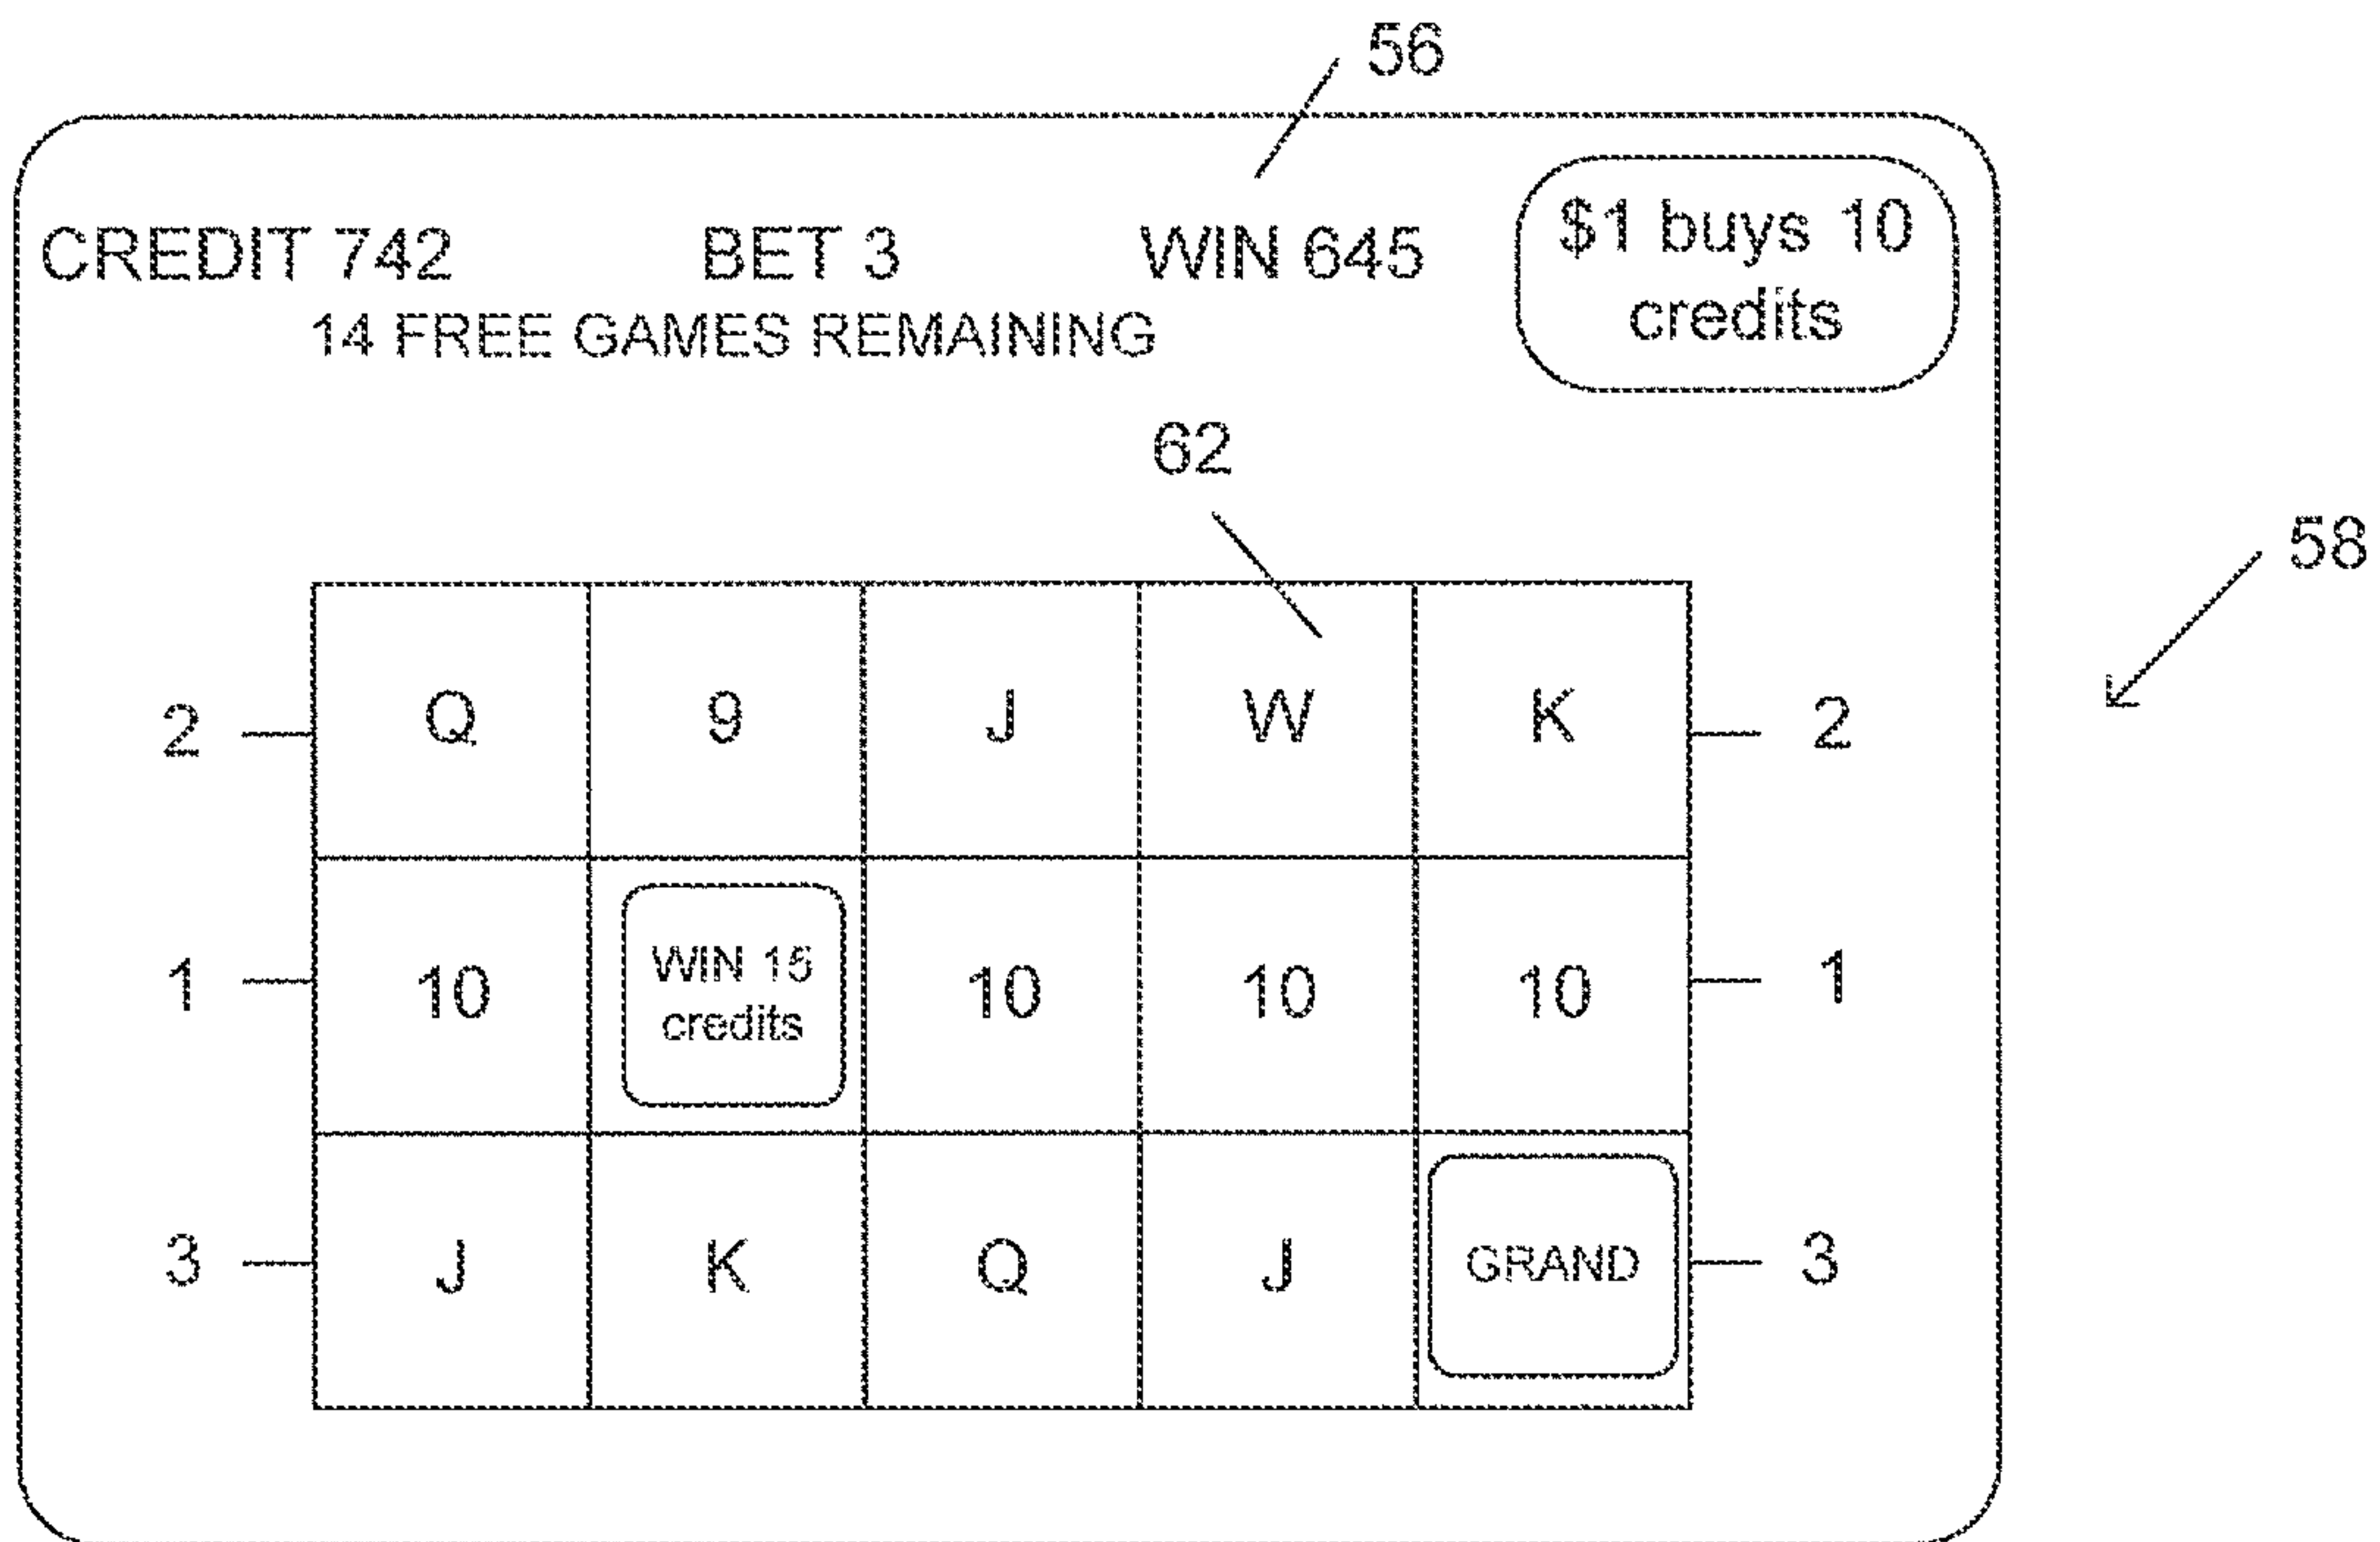 56
CREDIT 742 BET 3 WIN 645
$1 buys 10
credits
14 FREE GAMES REMAINING
62
58
2 Q 9 J W K 2
1 10 WIN 15
credits 10 10 10 1
3 J K Q J GRAND 3